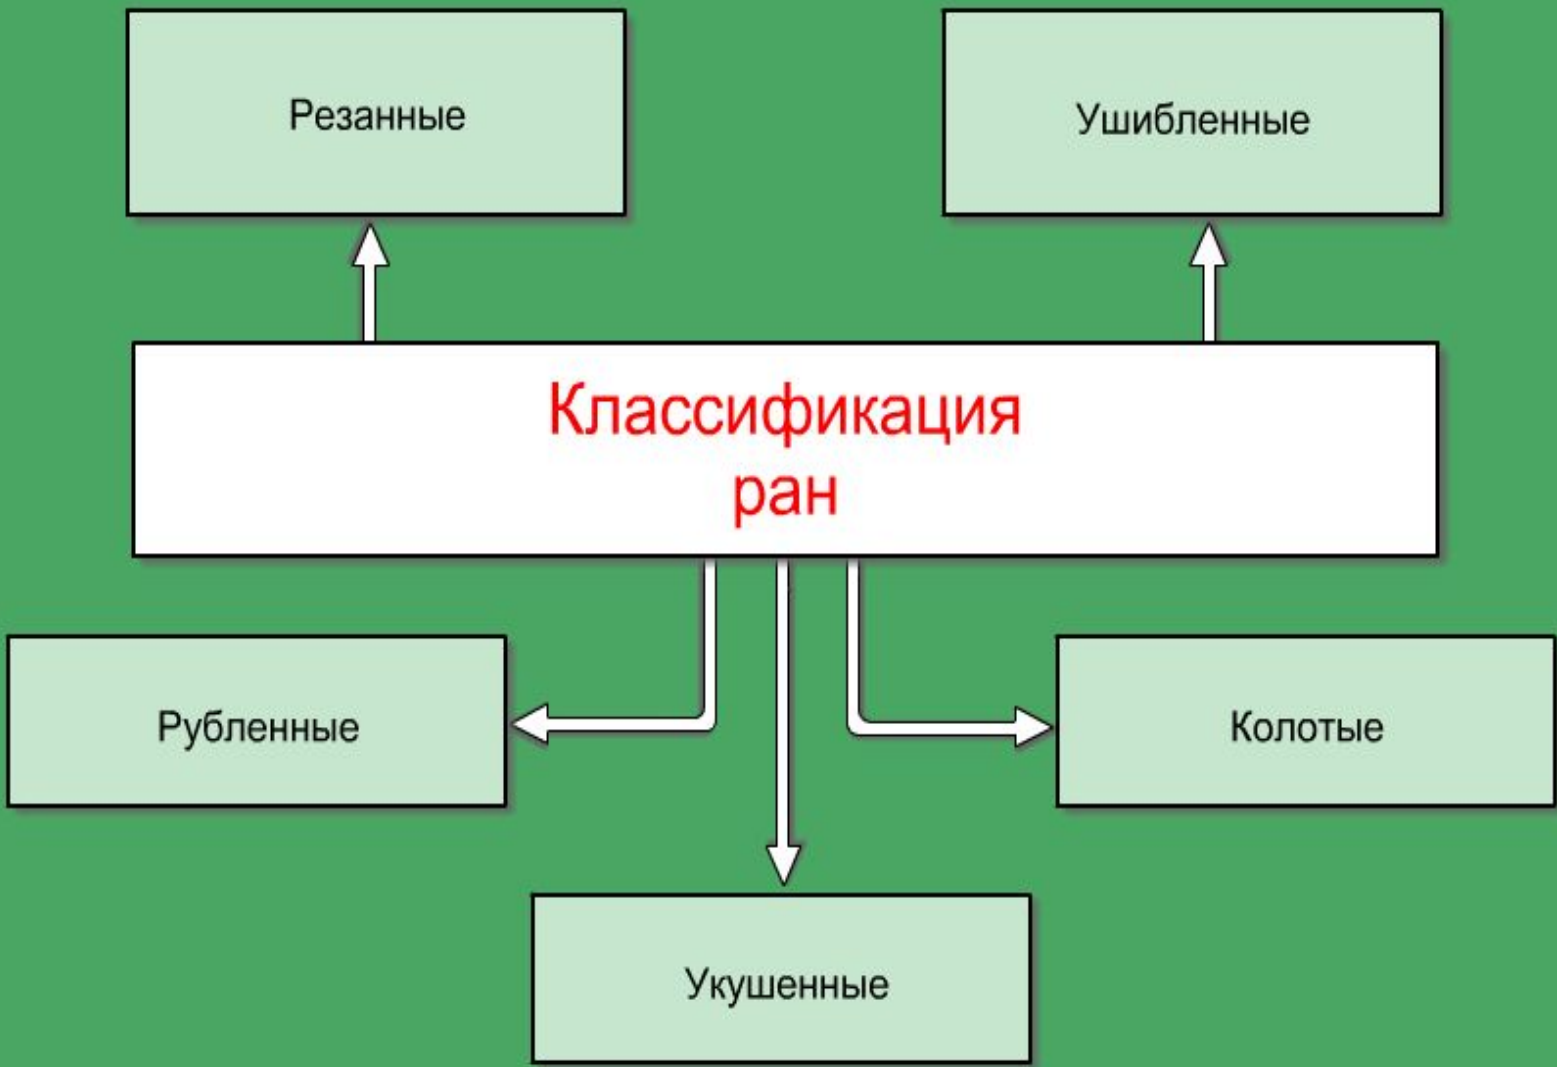 Резанные
Ушибленные
Классификация
ран
Рубленные
Колотые
Укушенные